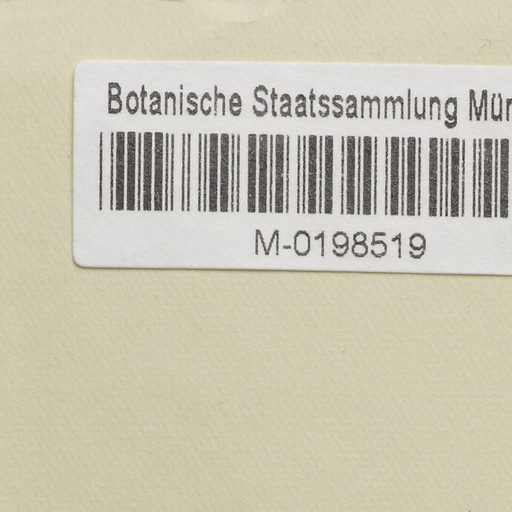 Botanische Staatssammlung Mün
M-0198519